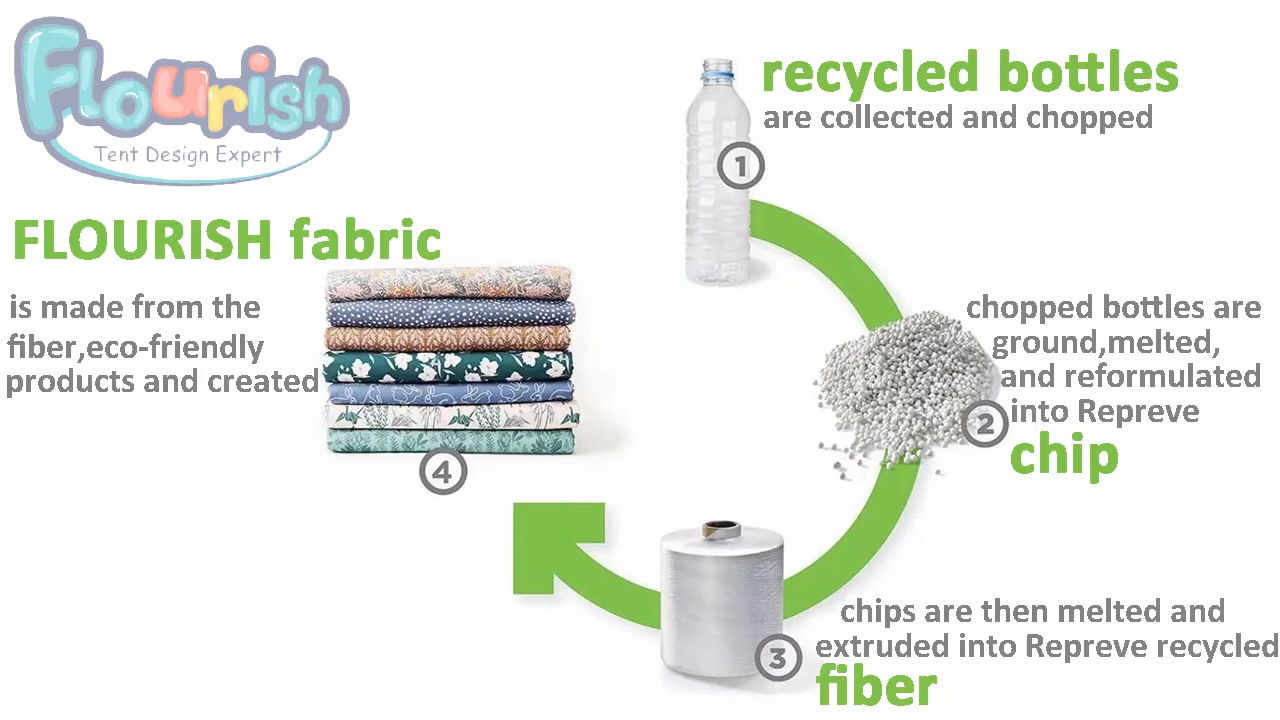 Flourish
Tent Design Expert
recycled bottles
are collected and chopped
1
chopped bottles are
ground,melted,
and reformulated
into Repreve
2
chip
chips are then melted and
extruded into Repreve recycled
3
fiber
FLOURISH fabric
is made from the
fiber,eco-friendly
products and created
4